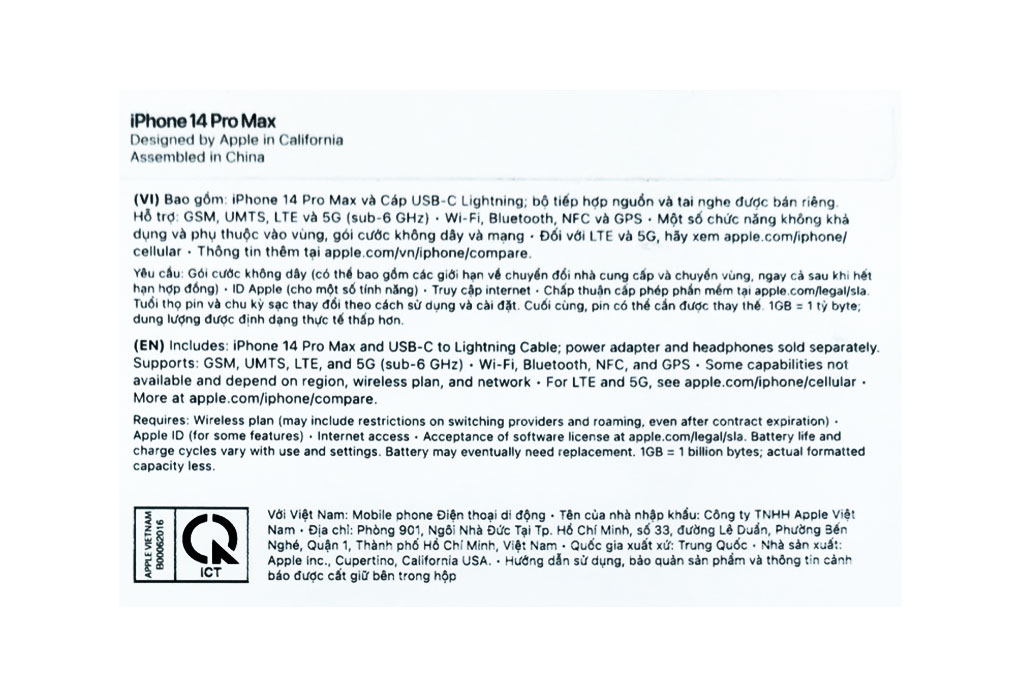 iPhone 14 Pro Max
Designed by Apple in California
Assembled in China
(VI) Bao gồm: iPhone 14 Pro Max và Cáp USB-C Lightning; bộ tiếp hợp nguồn và tai nghe được bán riêng.
Hỗ trợ: GSM, UMTS, LTE và 5G (sub-6 GHz) • Wi-Fi, Bluetooth, NFC và GPS • Một số chức năng không khả
dụng và phụ thuộc vào vùng, gói cước không dây và mạng • Đối với LTE và 5G, hãy xem apple.com/iphone/
cellular • Thông tin thêm tại apple.com/vn/iphone/compare.
Yêu cầu: Gói cước không dây (có thể bao gồm các giới hạn về chuyển đổi nhà cung cấp và chuyển vùng, ngay cả sau khi hết
hạn hợp đồng) • ID Apple (cho một số tính năng) • Truy cập internet • Chấp thuận cấp phép phần mềm tại apple.com/legal/sla.
Tuổi thọ pin và chu kỳ sạc thay đổi theo cách sử dụng và cài đặt. Cuối cùng, pin có thể cần được thay thế. 1GB = 1 tỷ byte;
dung lượng được định dạng thực tế thấp hơn.
(EN) Includes: iPhone 14 Pro Max and USB-C to Lightning Cable; power adapter and headphones sold separately.
Supports: GSM, UMTS, LTE, and 5G (sub-6 GHz) • Wi-Fi, Bluetooth, NFC, and GPS • Some capabilities not
available and depend on region, wireless plan, and network • For LTE and 5G, see apple.com/iphone/cellular •
More at apple.com/iphone/compare.
Requires: Wireless plan (may include restrictions on switching providers and roaming, even after contract expiration) •
Apple ID (for some features) • Internet access • Acceptance of software license at apple.com/legal/sla. Battery life and
charge cycles vary with use and settings. Battery may eventually need replacement. 1GB = 1 billion bytes; actual formatted
capacity less.
APPLE VIETNAM
B00062016
ICT
Với Việt Nam: Mobile phone Điện thoại di động • Tên của nhà nhập khẩu: Công ty TNHH Apple Việt
Nam • Địa chỉ: Phòng 901, Ngôi Nhà Đức Tại Tp. Hồ Chí Minh, số 33, đường Lê Duẩn, Phường Bến
Nghé, Quận 1, Thành phố Hồ Chí Minh, Việt Nam • Quốc gia xuất xứ: Trung Quốc • Nhà sản xuất:
Apple inc., Cupertino, California USA. • Hướng dẫn sử dụng, bảo quản sản phẩm và thông tin cảnh
báo được cất giữ bên trong hộp